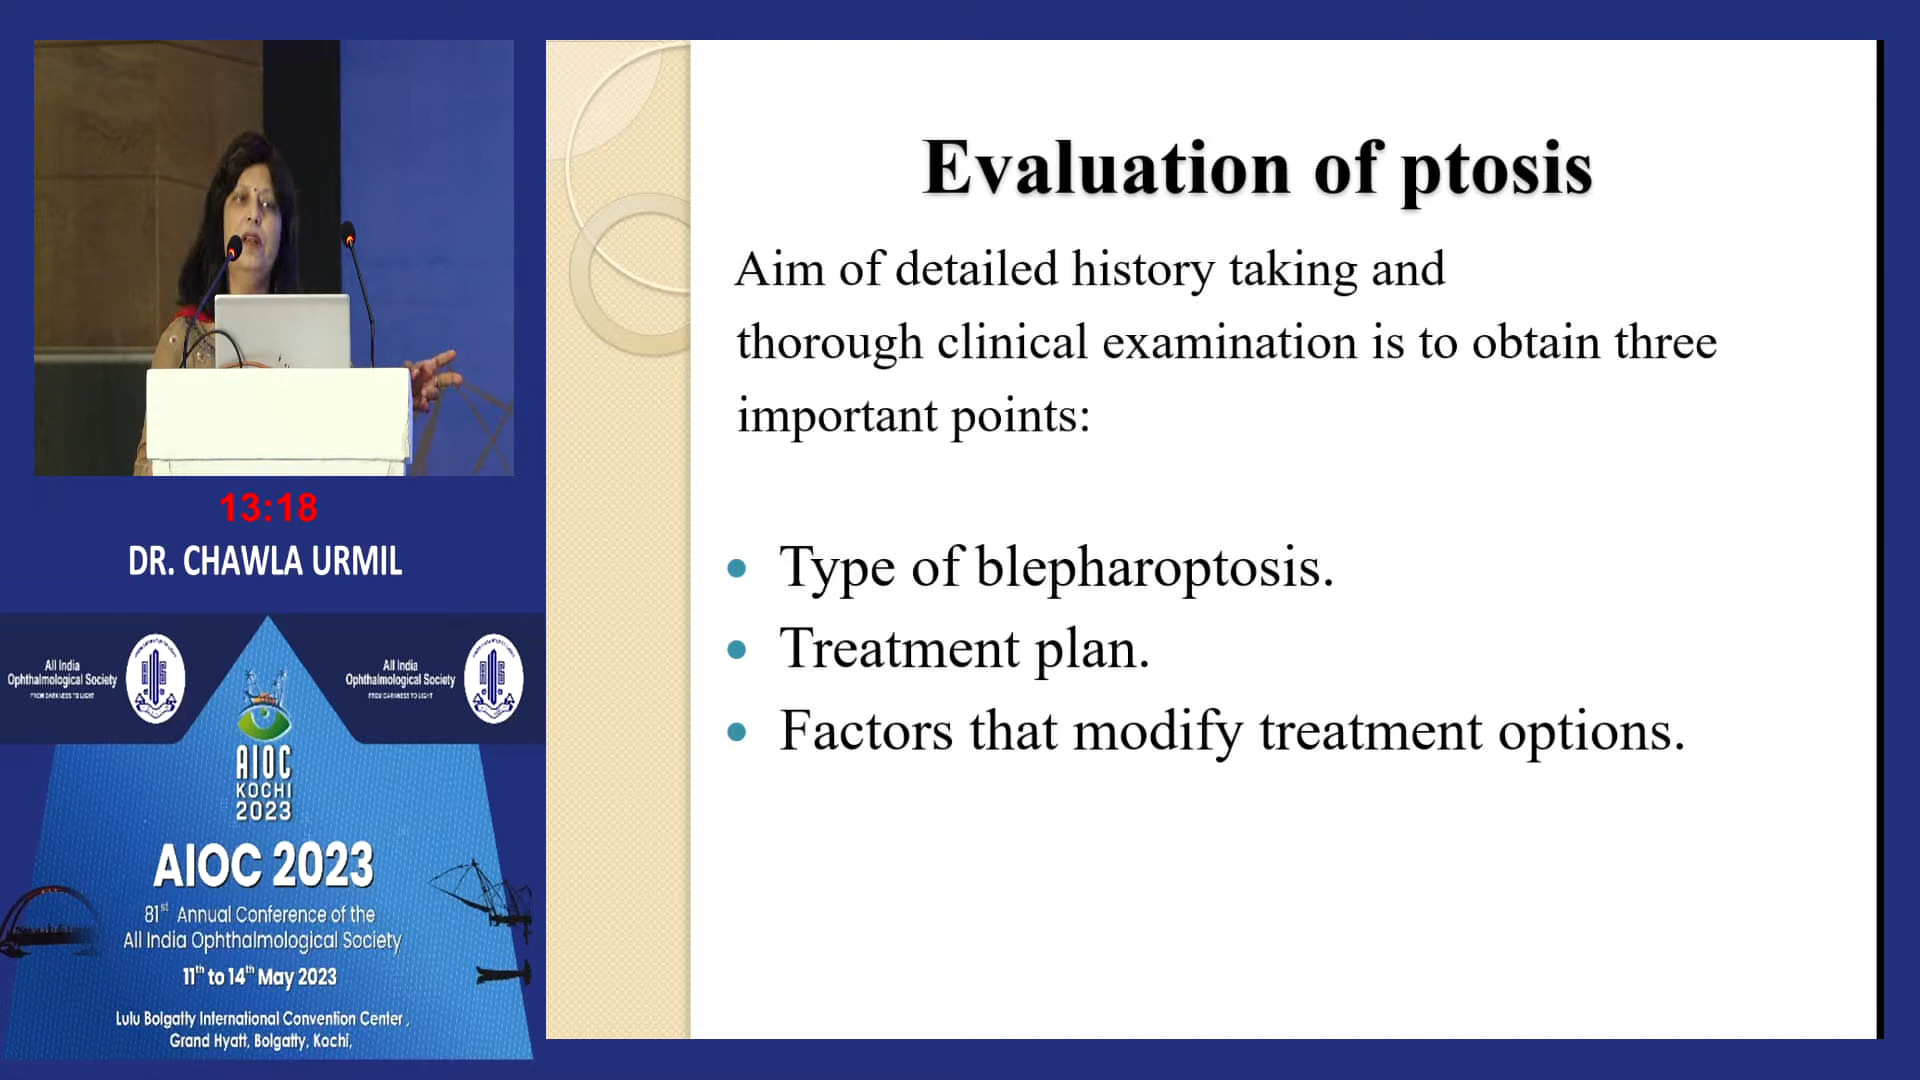 Evaluation of ptosis
Aim of detailed history taking and
thorough clinical examination is to obtain three
important points:
• Type of blepharoptosis.
• Treatment plan.
• Factors that modify treatment options.
13:18
DR. CHAWLA URMIL
All India
Ophthalmological Society
FROM DARKNESS TO LIGHT
All India
Ophthalmological Society
FROM DARKNESS TO LIGHT
AIOC
KOCHI
2023
AIOC 2023
81st Annual Conference of the
All India Ophthalmological Society
11th to 14th May 2023
Lulu Bolgatty International Convention Center ,
Grand Hyatt, Bolgatty, Kochi,